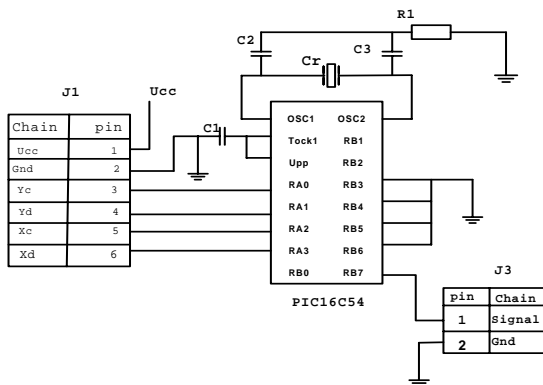 R1
C2
C3
Cr
J1
Ucc
Chain pin
Ucc 1
Gnd 2
Yc 3
Yd 4
Xc 5
Xd 6
C1
OSC1 OSC2
Tock1 RB1
Upp RB2
RA0 RB3
RA1 RB4
RA2 RB5
RA3 RB6
RB0 RB7
PIC16C54
J3
pin Chain
1 Signal
2 Gnd